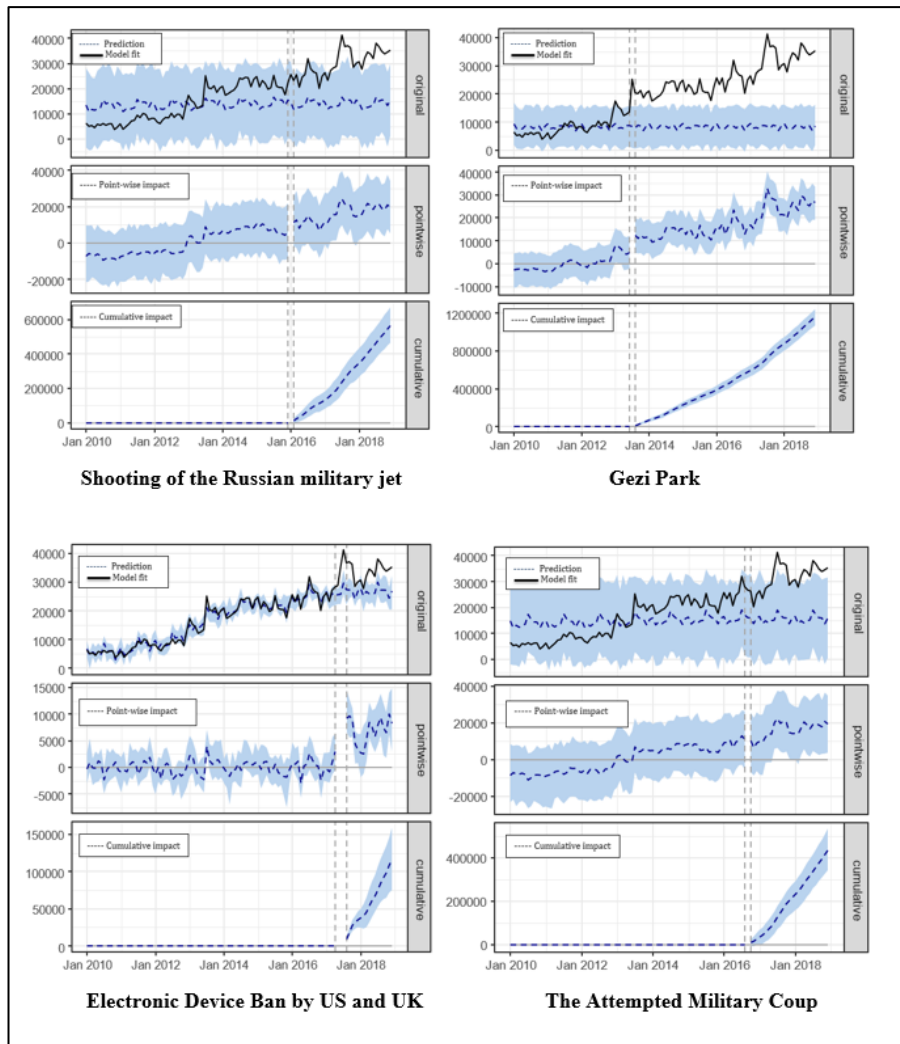 40000
30000
20000
10000
0
Prediction
Model fit
original
40000
20000
0
-20000
Point-wise impact
pointwise
600000
400000
200000
0
Cumulative impact
cumulative
Jan 2010 Jan 2012 Jan 2014 Jan 2016 Jan 2018
Shooting of the Russian military jet
40000
30000
20000
10000
0
Prediction
Model fit
original
40000
30000
20000
10000
0
-10000
Point-wise impact
pointwise
1200000
800000
400000
0
Cumulative impact
cumulative
Jan 2010 Jan 2012 Jan 2014 Jan 2016 Jan 2018
Gezi Park
40000
30000
20000
10000
0
Prediction
Model fit
original
15000
10000
5000
0
-5000
Point-wise impact
pointwise
150000
100000
50000
0
Cumulative impact
cumulative
Jan 2010 Jan 2012 Jan 2014 Jan 2016 Jan 2018
Electronic Device Ban by US and UK
40000
30000
20000
10000
0
Prediction
Model fit
original
40000
20000
0
-20000
Point-wise impact
pointwise
400000
200000
0
Cumulative impact
cumulative
Jan 2010 Jan 2012 Jan 2014 Jan 2016 Jan 2018
The Attempted Military Coup